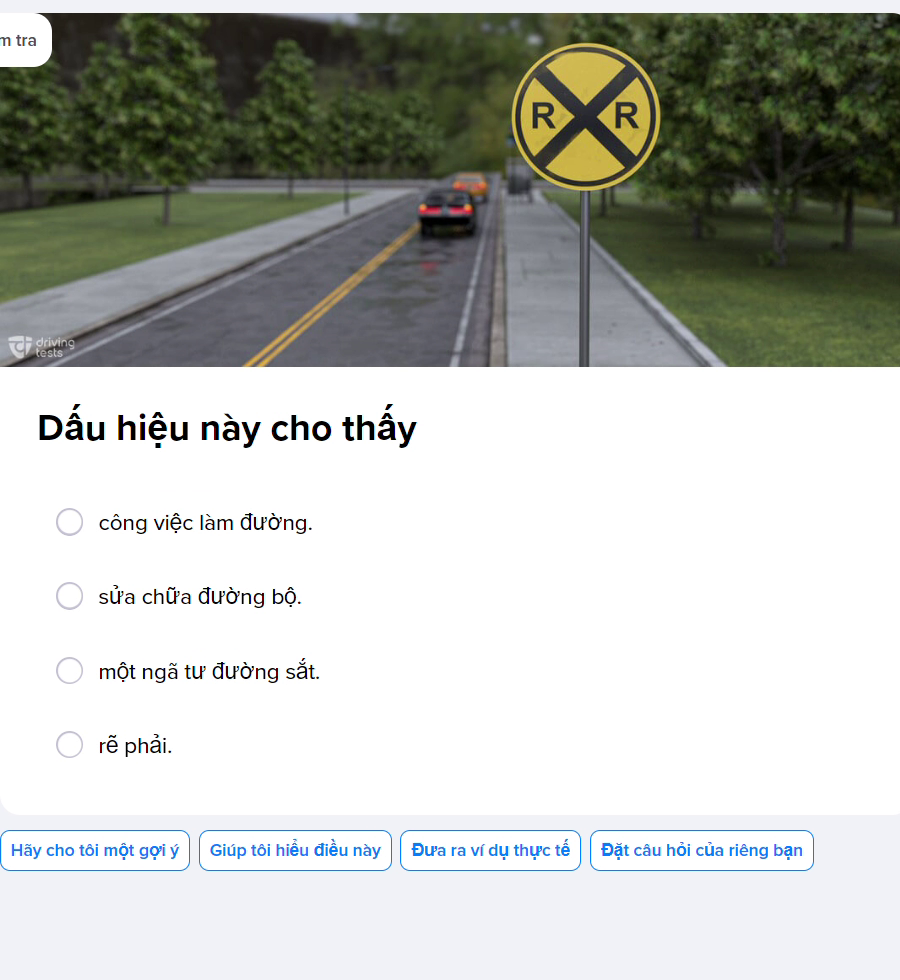 m tra
R R
driving
tests
Dấu hiệu này cho thấy
công việc làm đường.
sửa chữa đường bộ.
một ngã tư đường sắt.
rẽ phải.
Hãy cho tôi một gợi ý
Giúp tôi hiểu điều này
Đưa ra ví dụ thực tế
Đặt câu hỏi của riêng bạn